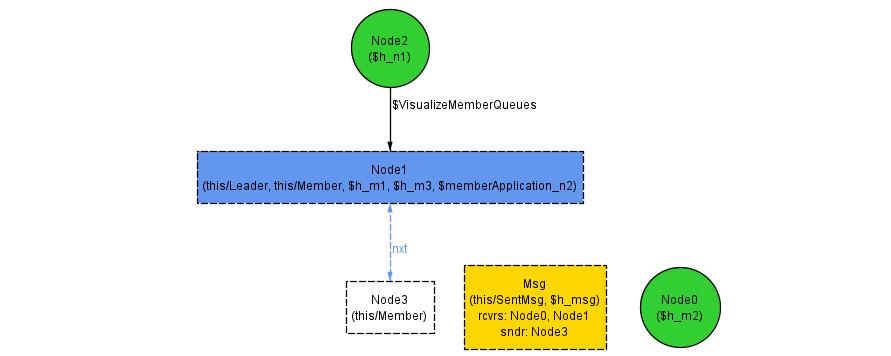 Node2
($h_n1)
$VisualizeMemberQueues
Node1
(this/Leader, this/Member, $h_m1, $h_m3, $memberApplication_n2)
nxt
Node3
(this/Member)
Msg
(this/SentMsg, $h_msg)
rcvrs: Node0, Node1
sndr: Node3
Node0
($h_m2)